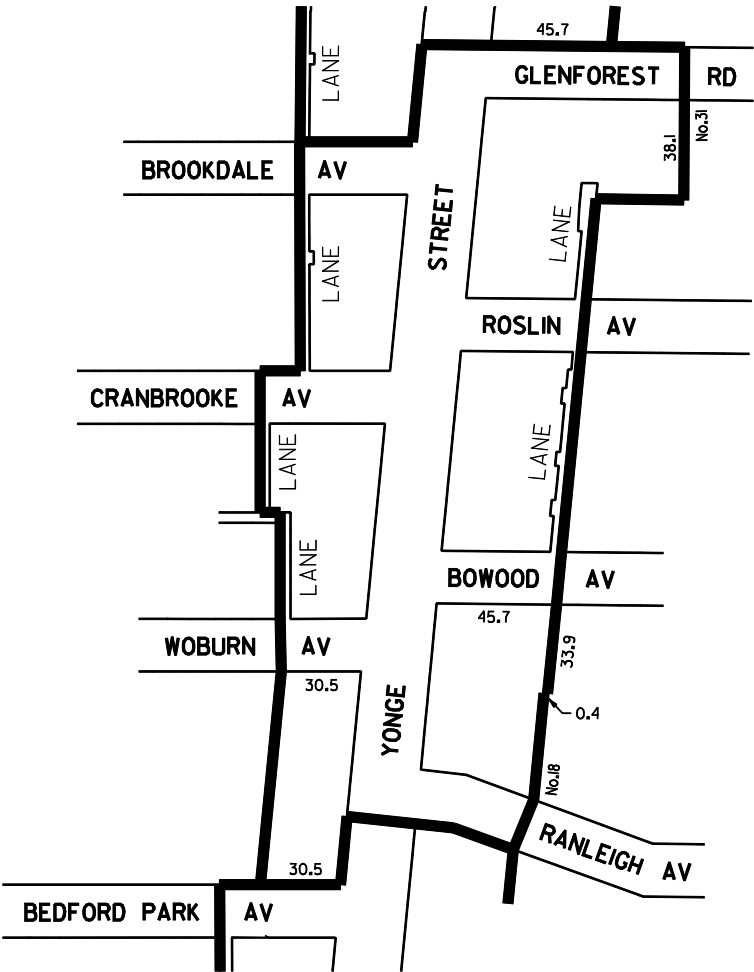 45.7
LANE
GLENFOREST RD
No.31
38.1
BROOKDALE AV
STREET
LANE
LANE
ROSLIN AV
CRANBROOKE AV
LANE
LANE
LANE
BOWOOD AV
45.7
WOBURN AV
33.9
30.5
YONGE
0.4
No.18
RANLEIGH AV
30.5
BEDFORD PARK AV